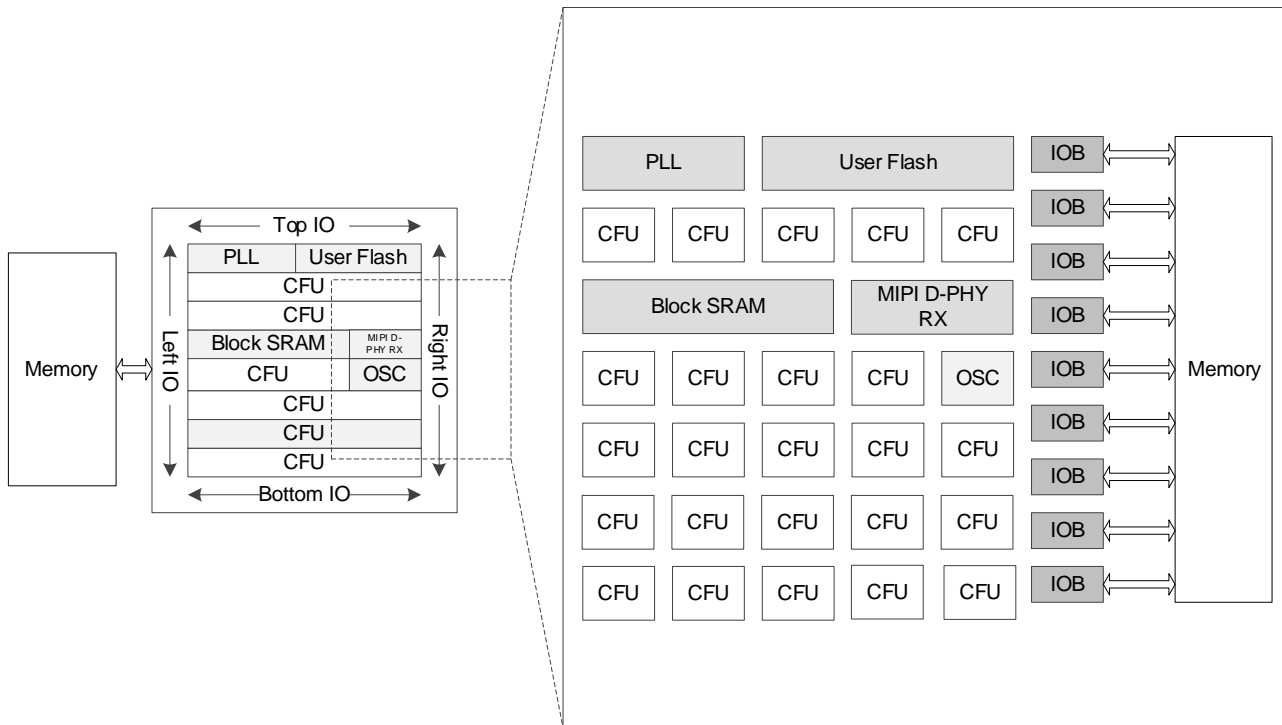 Top IO
PLL
User Flash
CFU
CFU
Block SRAM
MIPI D-
PHY RX
CFU
OSC
CFU
CFU
CFU
Bottom IO
Left IO
Right IO
Memory
PLL
User Flash
IOB
CFU CFU CFU CFU CFU
IOB
IOB
Block SRAM
MIPI D-PHY
RX
IOB
CFU CFU CFU CFU OSC
IOB
CFU CFU CFU CFU CFU
IOB
IOB
CFU CFU CFU CFU CFU
IOB
CFU CFU CFU CFU CFU
IOB
Memory